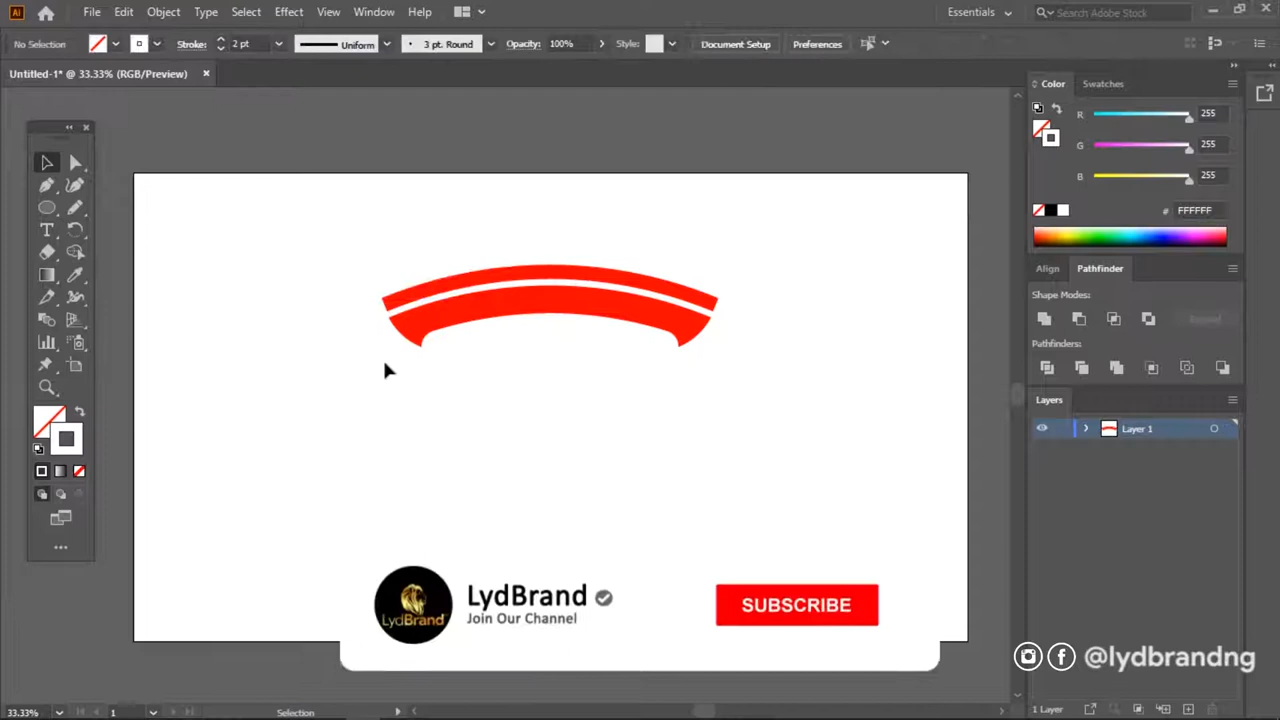 Ai File Edit Object Type Select Effect View Window Help Essentials Search Adobe Stock
No Selection Stroke: 2 pt Uniform 3 pt. Round Opacity: 100% Style: Document Setup Preferences
Untitled-1* @ 33.33% (RGB/Preview)
Color Swatches
R 255
G 255
B 255
# FFFFFF
Align Pathfinder
Shape Modes:
Expand
Pathfinders:
Layers
Layer 1
LydBrand
LydBrand
Join Our Channel
SUBSCRIBE
@lydbrandng
33.33% 1 Selection 1 Layer